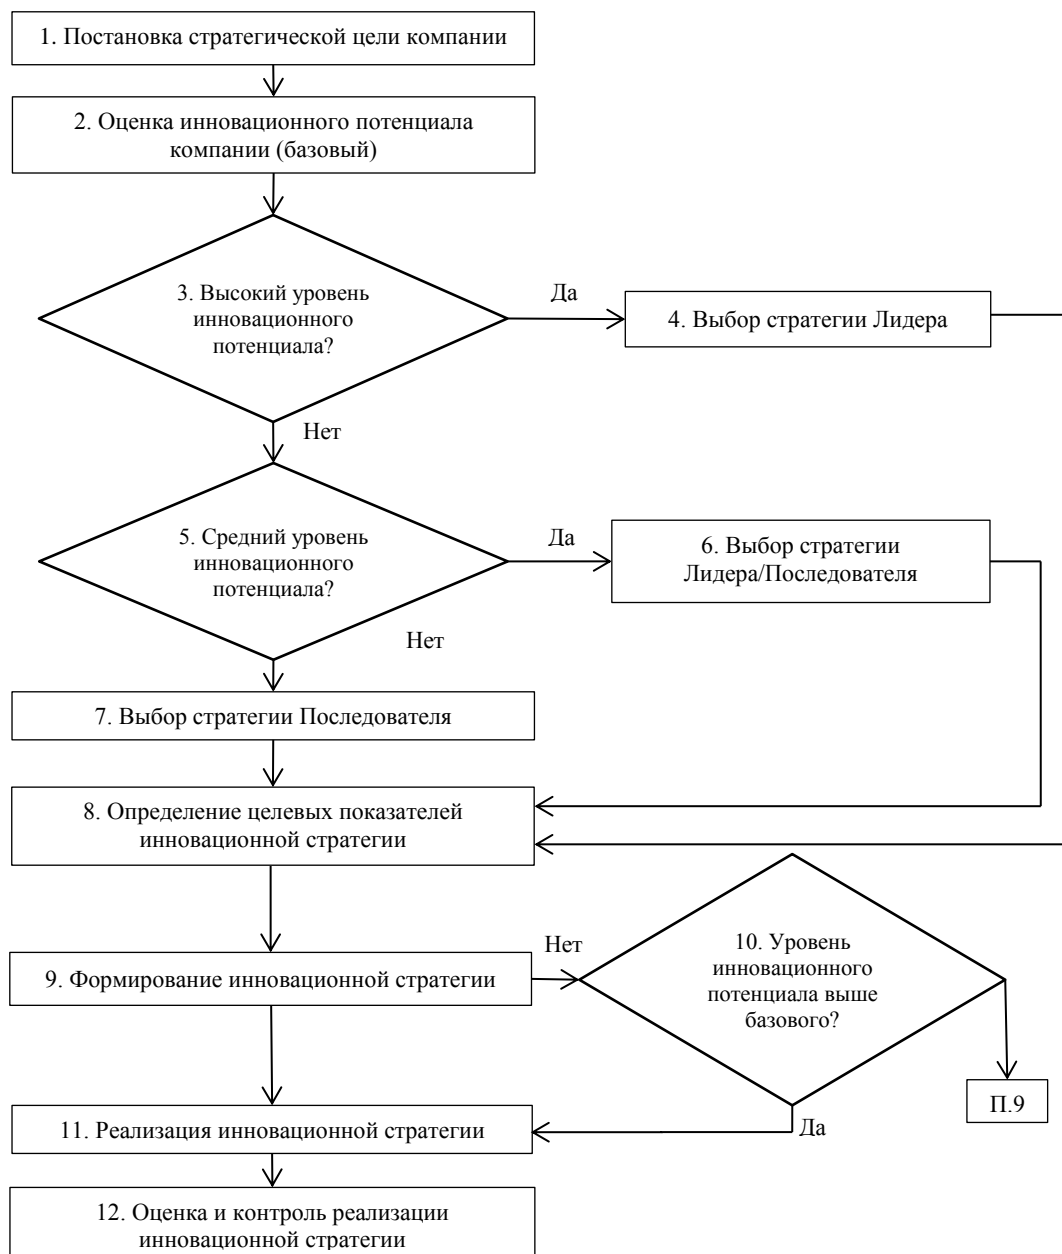 1. Постановка стратегической цели компании
2. Оценка инновационного потенциала
компании (базовый)
3. Высокий уровень
инновационного
потенциала?
Да
4. Выбор стратегии Лидера
Нет
5. Средний уровень
инновационного
потенциала?
Да
6. Выбор стратегии
Лидера/Последователя
Нет
7. Выбор стратегии Последователя
8. Определение целевых показателей
инновационной стратегии
9. Формирование инновационной стратегии
Нет
10. Уровень
инновационного
потенциала выше
базового?
П.9
Да
11. Реализация инновационной стратегии
12. Оценка и контроль реализации
инновационной стратегии